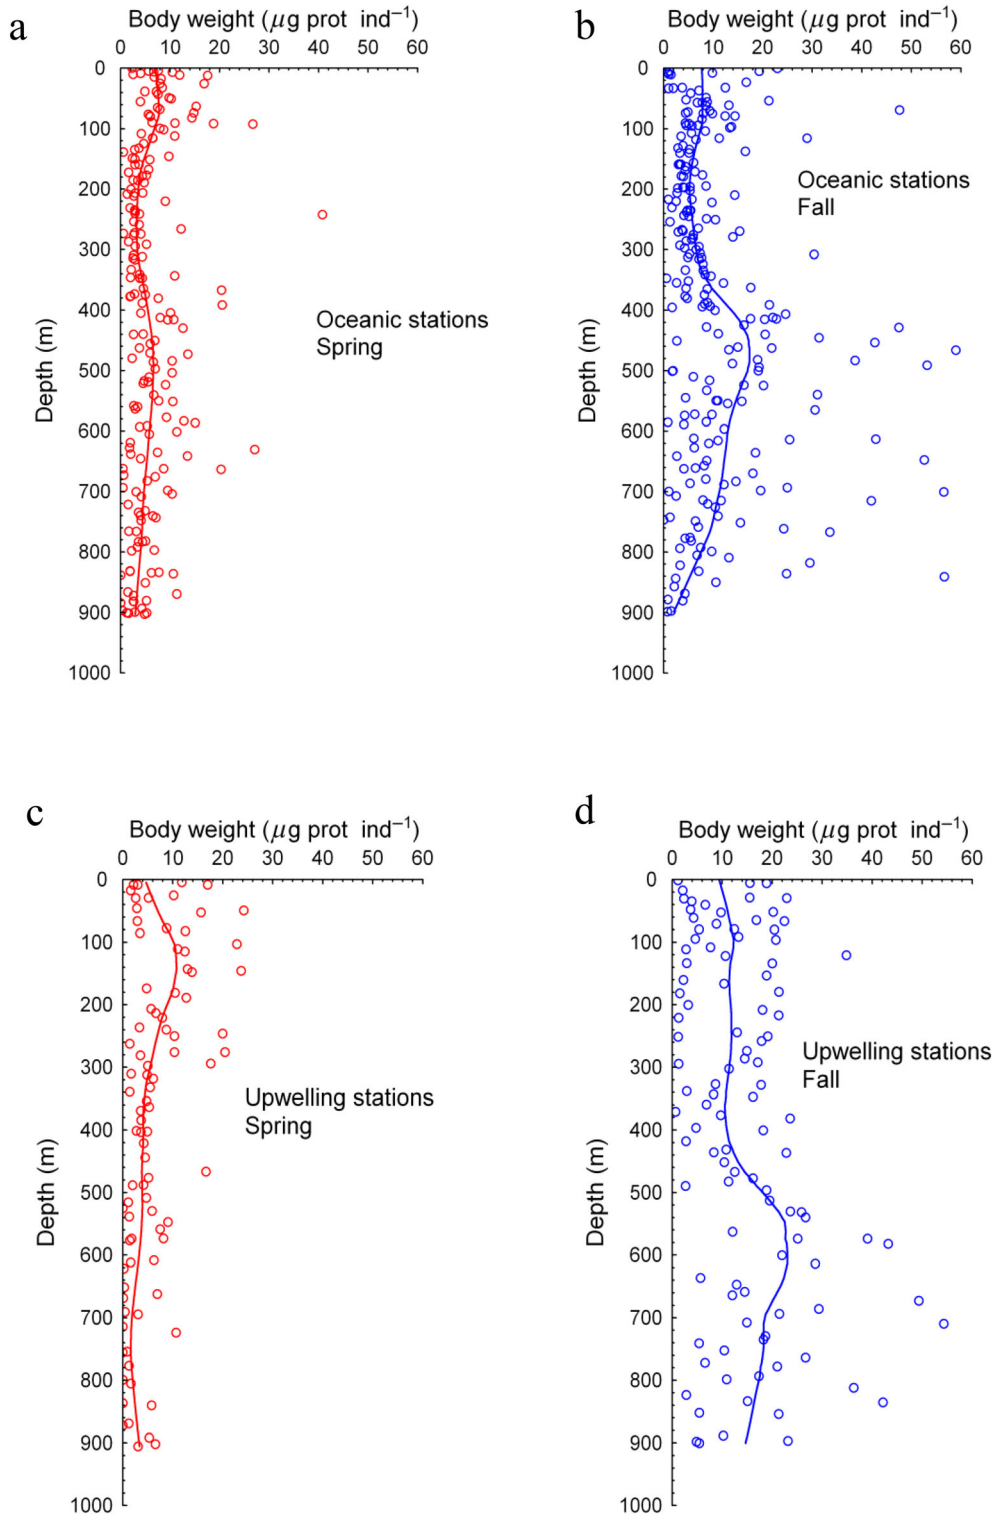 a
Body weight (μg prot ind⁻¹)
0 10 20 30 40 50 60
0
100
200
300
400
500
600
700
800
900
1000
Depth (m)
Oceanic stations
Spring
b
Body weight (μg prot ind⁻¹)
0 10 20 30 40 50 60
0
100
200
300
400
500
600
700
800
900
1000
Depth (m)
Oceanic stations
Fall
c
Body weight (μg prot ind⁻¹)
0 10 20 30 40 50 60
0
100
200
300
400
500
600
700
800
900
1000
Depth (m)
Upwelling stations
Spring
d
Body weight (μg prot ind⁻¹)
0 10 20 30 40 50 60
0
100
200
300
400
500
600
700
800
900
1000
Depth (m)
Upwelling stations
Fall